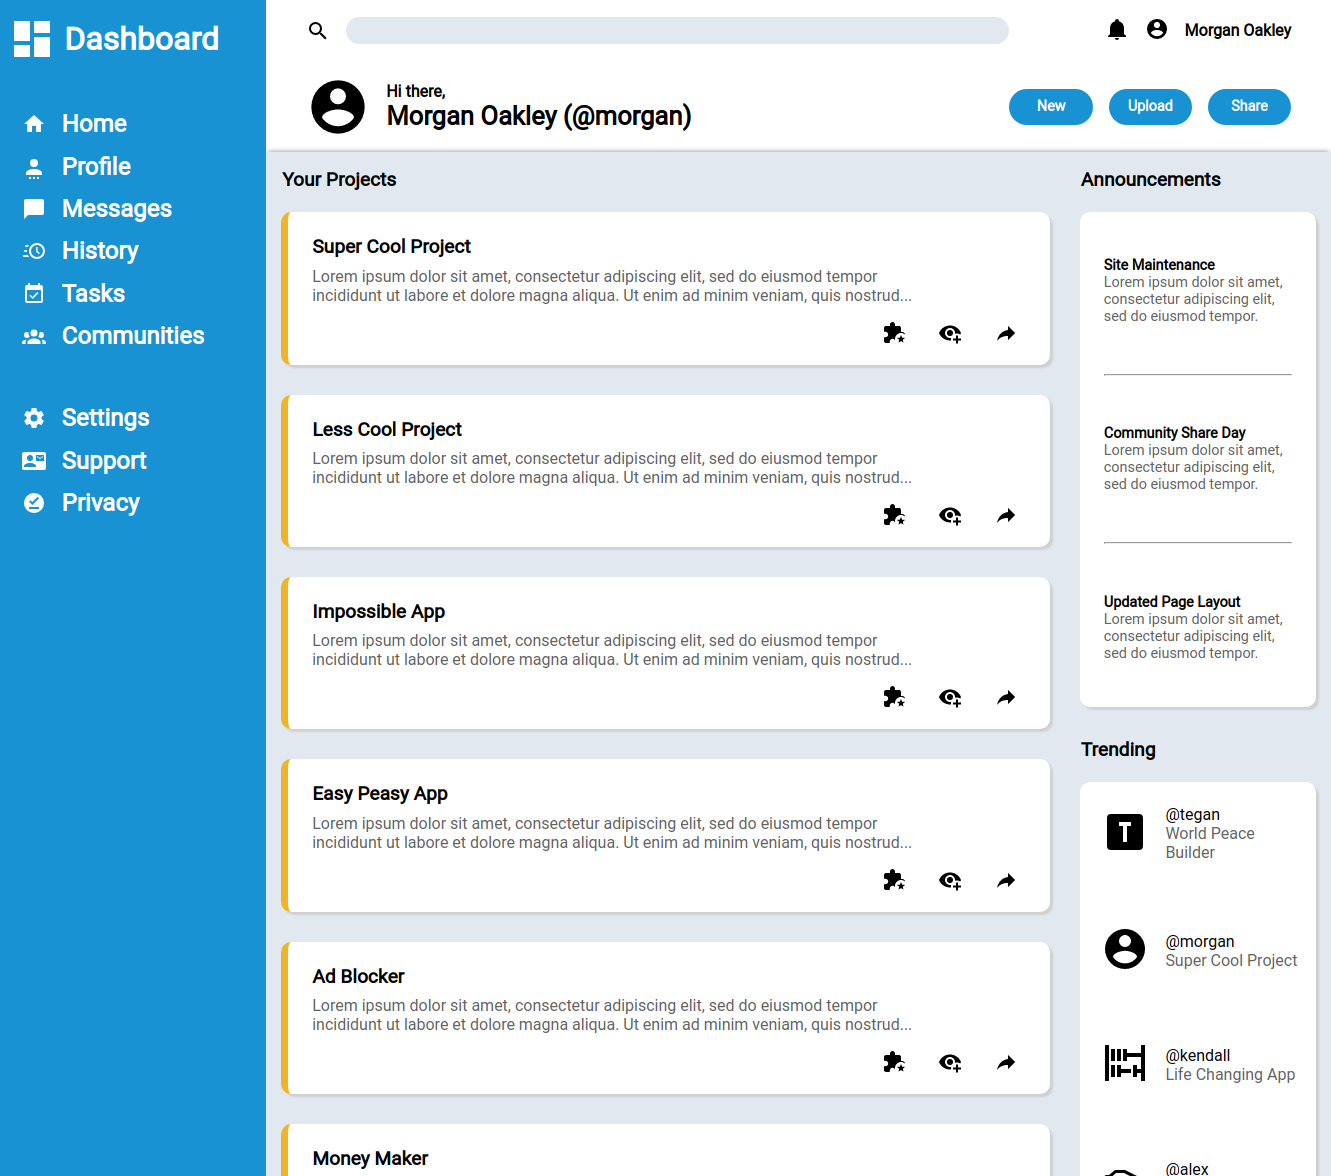 Dashboard
Home
Profile
Messages
History
Tasks
Communities
Settings
Support
Privacy
Morgan Oakley
Hi there,
Morgan Oakley (@morgan)
New
Upload
Share
Your Projects
Super Cool Project
Lorem ipsum dolor sit amet, consectetur adipiscing elit, sed do eiusmod tempor
incididunt ut labore et dolore magna aliqua. Ut enim ad minim veniam, quis nostrud...
Less Cool Project
Lorem ipsum dolor sit amet, consectetur adipiscing elit, sed do eiusmod tempor
incididunt ut labore et dolore magna aliqua. Ut enim ad minim veniam, quis nostrud...
Impossible App
Lorem ipsum dolor sit amet, consectetur adipiscing elit, sed do eiusmod tempor
incididunt ut labore et dolore magna aliqua. Ut enim ad minim veniam, quis nostrud...
Easy Peasy App
Lorem ipsum dolor sit amet, consectetur adipiscing elit, sed do eiusmod tempor
incididunt ut labore et dolore magna aliqua. Ut enim ad minim veniam, quis nostrud...
Ad Blocker
Lorem ipsum dolor sit amet, consectetur adipiscing elit, sed do eiusmod tempor
incididunt ut labore et dolore magna aliqua. Ut enim ad minim veniam, quis nostrud...
Money Maker
Announcements
Site Maintenance
Lorem ipsum dolor sit amet,
consectetur adipiscing elit,
sed do eiusmod tempor.
Community Share Day
Lorem ipsum dolor sit amet,
consectetur adipiscing elit,
sed do eiusmod tempor.
Updated Page Layout
Lorem ipsum dolor sit amet,
consectetur adipiscing elit,
sed do eiusmod tempor.
Trending
T
@tegan
World Peace
Builder
@morgan
Super Cool Project
@kendall
Life Changing App
@alex